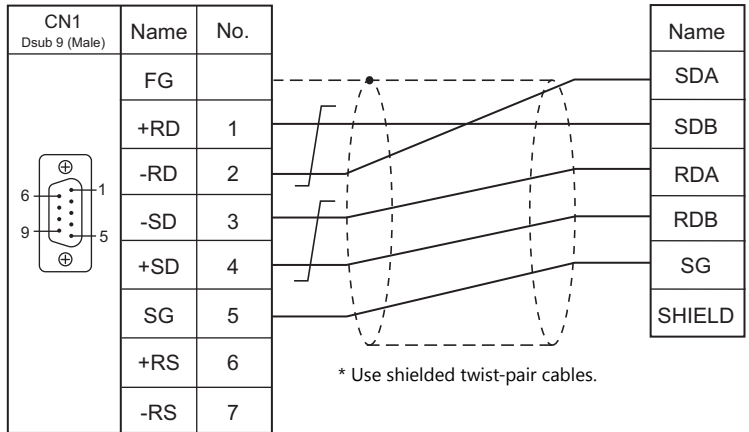 CN1
Dsub 9 (Male)
Name No.
FG
+RD 1
-RD 2
-SD 3
+SD 4
SG 5
+RS 6
-RS 7
6 1
9 5
Name
SDA
SDB
RDA
RDB
SG
SHIELD
* Use shielded twist-pair cables.